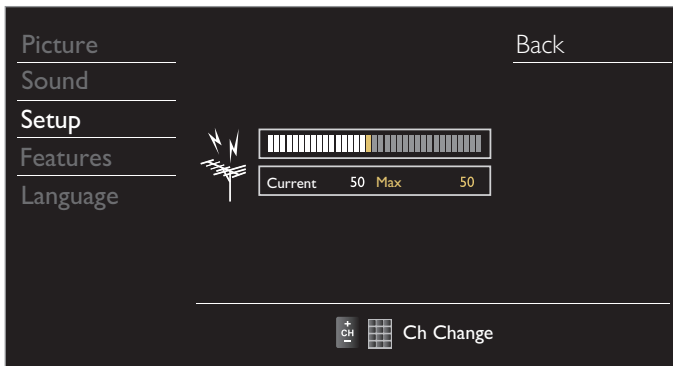 Picture
Back
Sound
Setup
Features
Language
Current 50 Max 50
+
CH
−
Ch Change